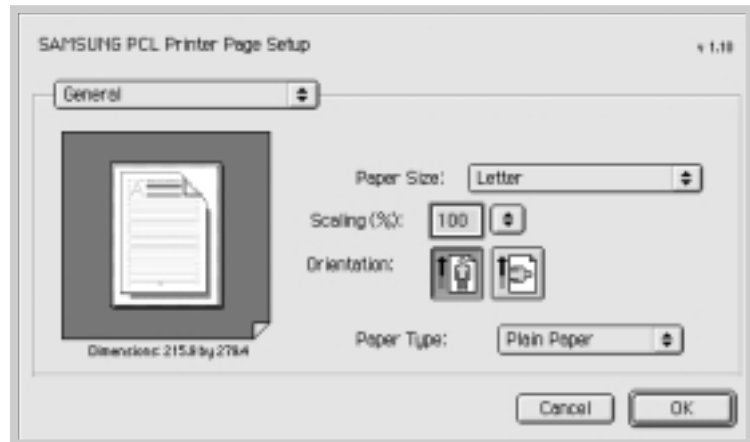 SAMSUNG PCL Printer Page Setup
v 1.10
General
Paper Size: Letter
Scaling (%): 100
Orientation:
Paper Type: Plain Paper
Dimensions: 215.9 by 279.4
Cancel OK